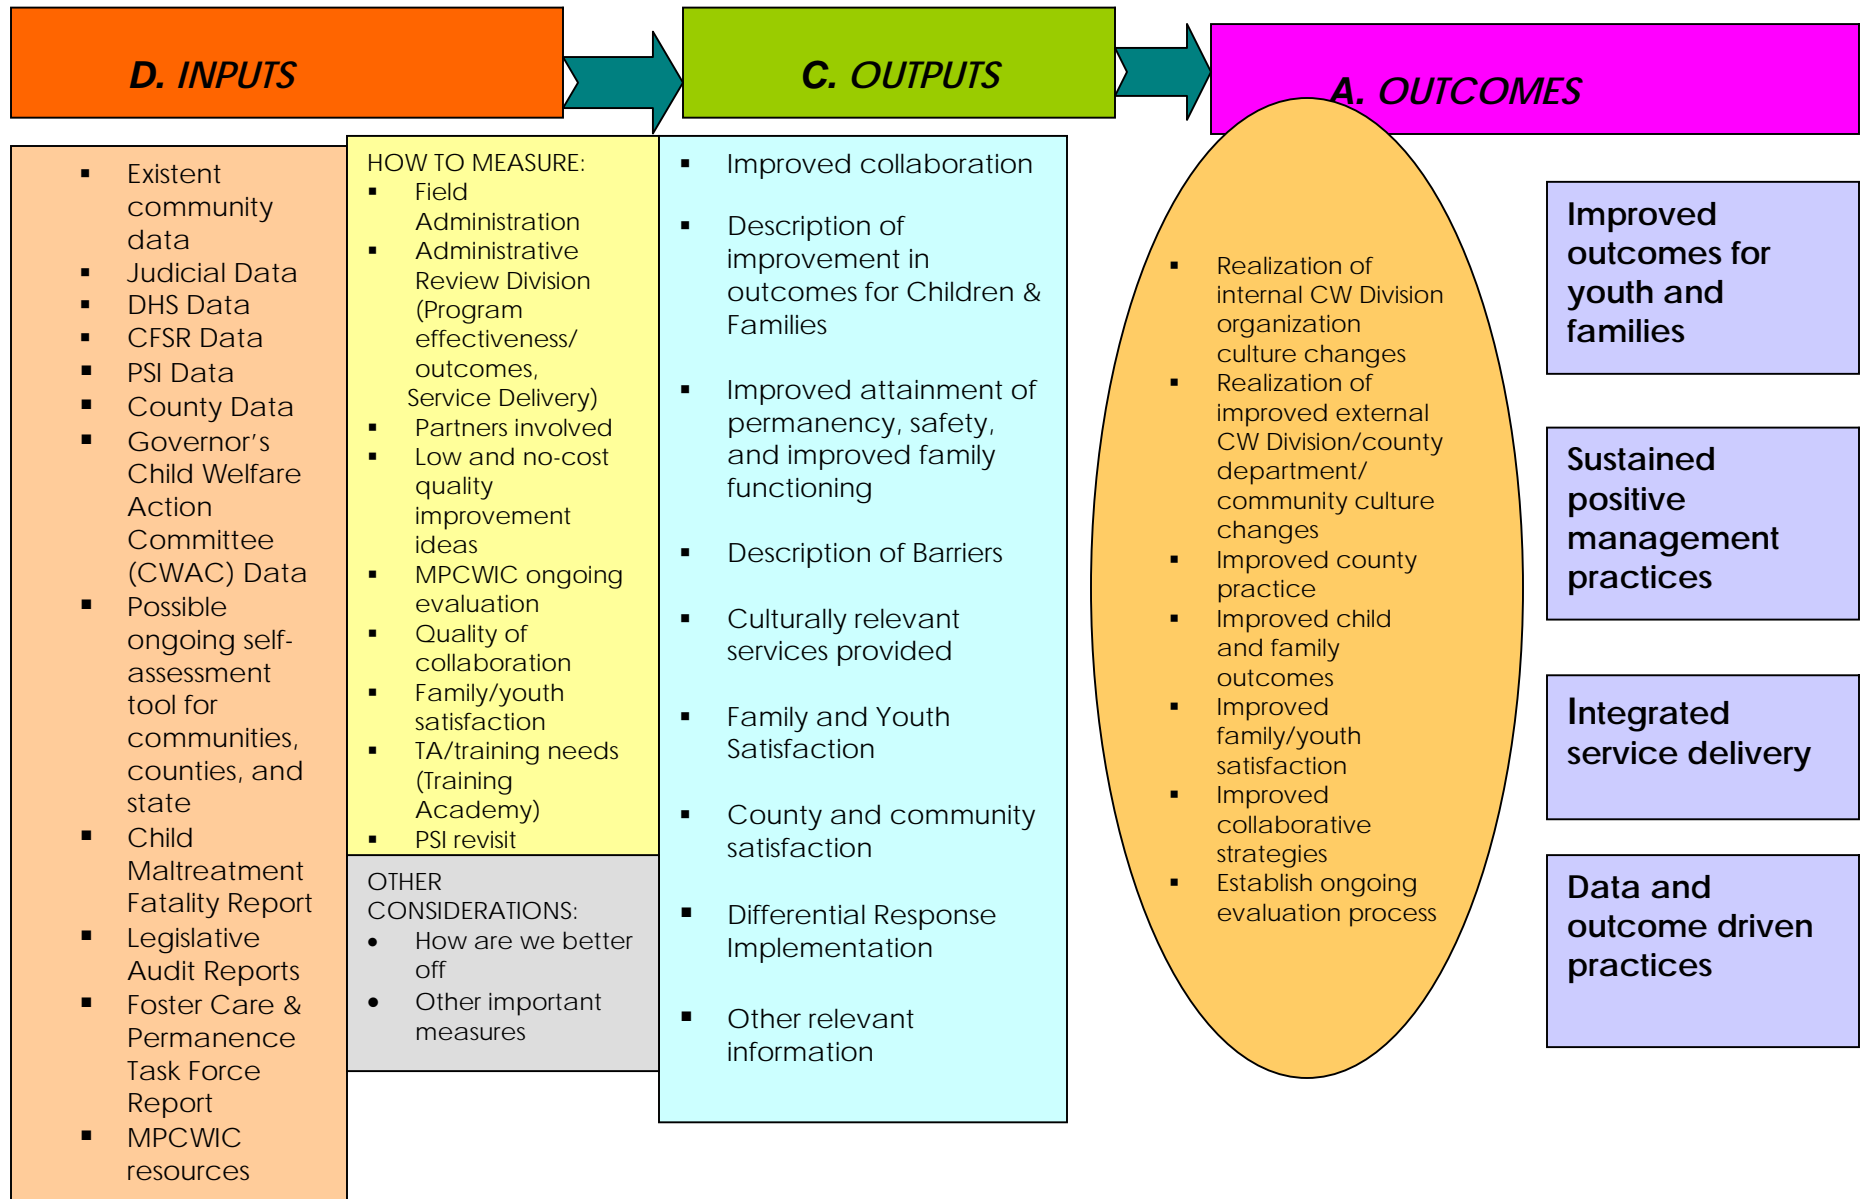 D. INPUTS
C. OUTPUTS
A. OUTCOMES
▪ Existent
community
data
▪ Judicial Data
▪ DHS Data
▪ CFSR Data
▪ PSI Data
▪ County Data
▪ Governor’s
Child Welfare
Action
Committee
(CWAC) Data
▪ Possible
ongoing self-
assessment
tool for
communities,
counties, and
state
▪ Child
Maltreatment
Fatality Report
▪ Legislative
Audit Reports
▪ Foster Care &
Permanence
Task Force
Report
▪ MPCWIC
resources
HOW TO MEASURE:
▪ Field
Administration
▪ Administrative
Review Division
(Program
effectiveness/
outcomes,
Service Delivery)
▪ Partners involved
▪ Low and no-cost
quality
improvement
ideas
▪ MPCWIC ongoing
evaluation
▪ Quality of
collaboration
▪ Family/youth
satisfaction
▪ TA/training needs
(Training
Academy)
▪ PSI revisit
OTHER
CONSIDERATIONS:
• How are we better
off
• Other important
measures
▪ Improved collaboration
▪ Description of
improvement in
outcomes for Children &
Families
▪ Improved attainment of
permanency, safety,
and improved family
functioning
▪ Description of Barriers
▪ Culturally relevant
services provided
▪ Family and Youth
Satisfaction
▪ County and community
satisfaction
▪ Differential Response
Implementation
▪ Other relevant
information
▪ Realization of
internal CW Division
organization
culture changes
▪ Realization of
improved external
CW Division/county
department/
community culture
changes
▪ Improved county
practice
▪ Improved child
and family
outcomes
▪ Improved
family/youth
satisfaction
▪ Improved
collaborative
strategies
▪ Establish ongoing
evaluation process
Improved
outcomes for
youth and
families
Sustained
positive
management
practices
Integrated
service delivery
Data and
outcome driven
practices